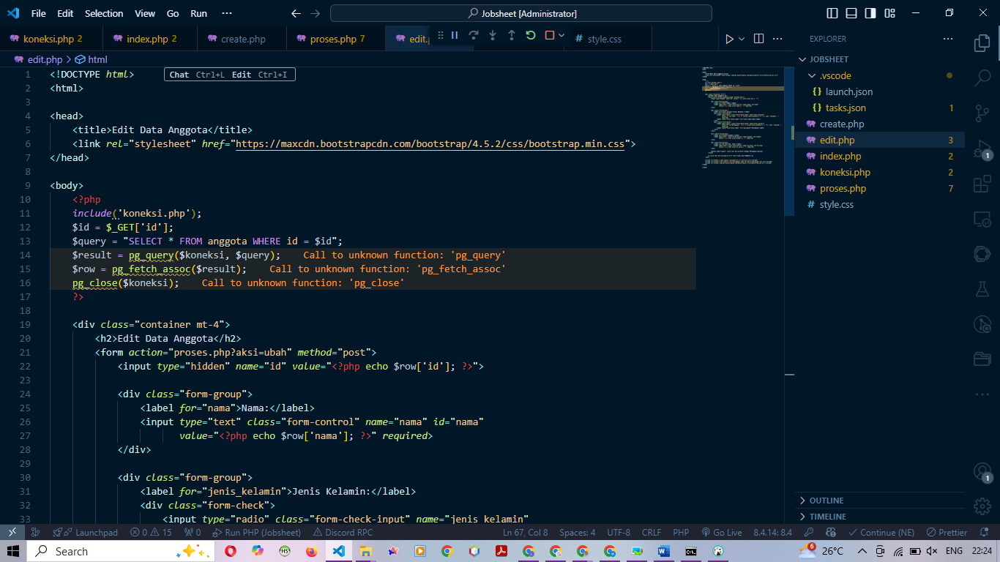 File Edit Selection View Go Run ··· Jobsheet [Administrator]
koneksi.php 2 index.php 2 create.php proses.php 7 edit. style.css
EXPLORER
edit.php > html
JOBSHEET
Chat Ctrl+L Edit Ctrl+I
1 <!DOCTYPE html>
2 <html>
3
4 <head>
5 <title>Edit Data Anggota</title>
6 <link rel="stylesheet" href="https://maxcdn.bootstrapcdn.com/bootstrap/4.5.2/css/bootstrap.min.css">
7 </head>
8
9 <body>
10 <?php
11 include('koneksi.php');
12 $id = $_GET['id'];
13 $query = "SELECT * FROM anggota WHERE id = $id";
14 $result = pg_query($koneksi, $query); Call to unknown function: 'pg_query'
15 $row = pg_fetch_assoc($result); Call to unknown function: 'pg_fetch_assoc'
16 pg_close($koneksi); Call to unknown function: 'pg_close'
17 ?>
18
19 <div class="container mt-4">
20 <h2>Edit Data Anggota</h2>
21 <form action="proses.php?aksi=ubah" method="post">
22 <input type="hidden" name="id" value="<?php echo $row['id']; ?>">
23
24 <div class="form-group">
25 <label for="nama">Nama:</label>
26 <input type="text" class="form-control" name="nama" id="nama"
27 value="<?php echo $row['nama']; ?>" required>
28 </div>
29
30 <div class="form-group">
31 <label for="jenis_kelamin">Jenis Kelamin:</label>
32 <div class="form-check">
33 <input type="radio" class="form-check-input" name="jenis_kelamin"
.vscode
launch.json
tasks.json 1
create.php
edit.php 3
index.php 2
koneksi.php 2
proses.php 7
style.css
1
1
OUTLINE
TIMELINE
Launchpad 0 15 0 Run PHP (Jobsheet) Discord RPC Ln 67, Col 8 Spaces: 4 UTF-8 CRLF PHP Go Live 8.4.14: 8.4 Continue (NE) Prettier
Search 6 26°C ENG 22:24